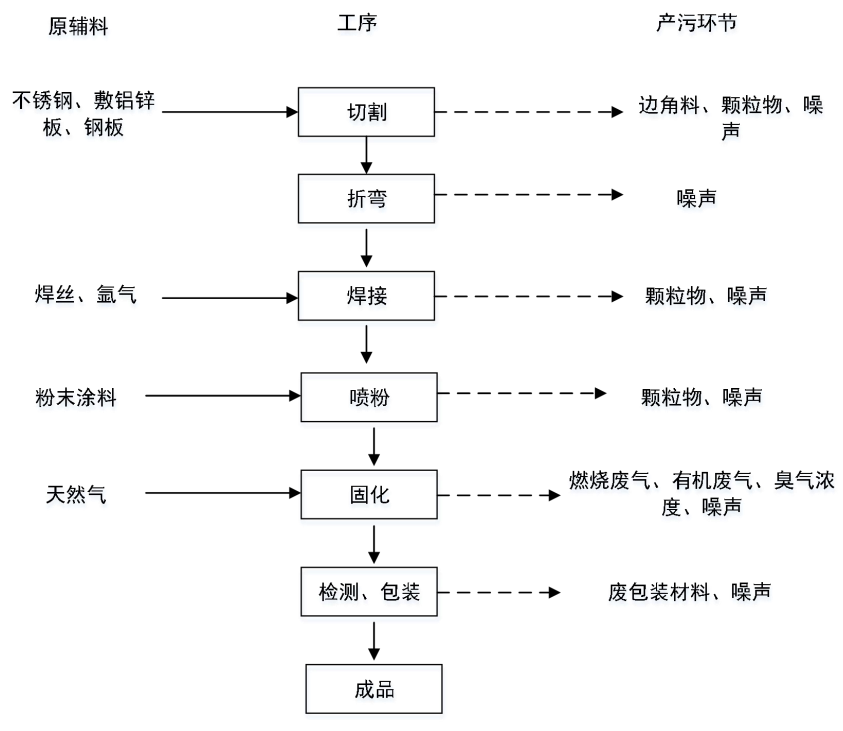 原辅料
工序
产污环节
不锈钢、敷铝锌
板、钢板
切割
边角料、颗粒物、噪
声
折弯
噪声
焊丝、氩气
焊接
颗粒物、噪声
粉末涂料
喷粉
颗粒物、噪声
天然气
固化
燃烧废气、有机废气、臭气浓
度、噪声
检测、包装
废包装材料、噪声
成品